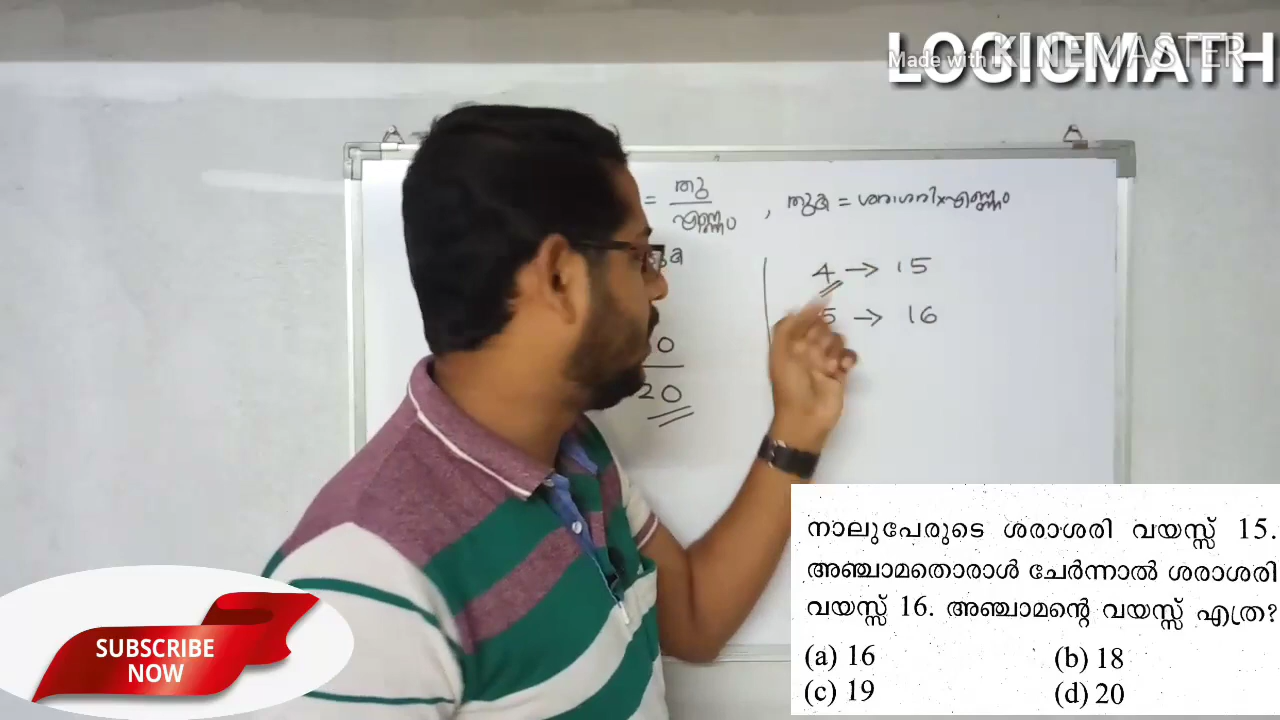 LOGICMATH
Made with KINEMASTER
= തു
എണ്ണം
, തുക = ശരാശരി×എണ്ണം
4 → 15
5 → 16
0
20
നാലുപേരുടെ ശരാശരി വയസ്സ് 15.
അഞ്ചാമതൊരാൾ ചേർന്നാൽ ശരാശരി
വയസ്സ് 16. അഞ്ചാമന്റെ വയസ്സ് എത്ര?
(a) 16 (b) 18
(c) 19 (d) 20
SUBSCRIBE
NOW